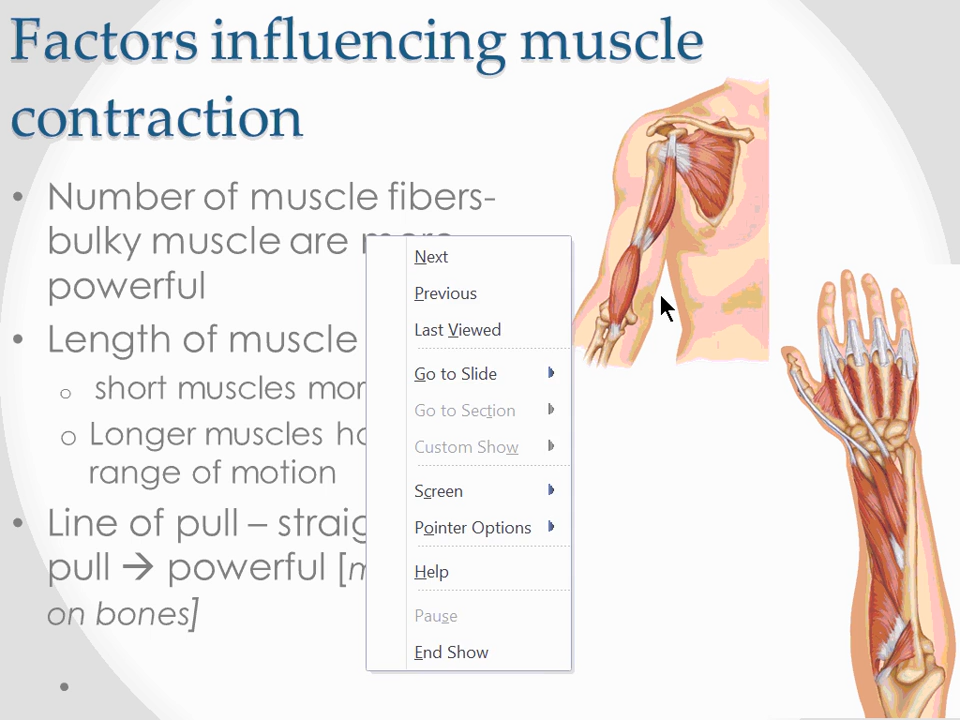 Factors influencing muscle
contraction
• Number of muscle fibers-
bulky muscle are more
powerful
• Length of muscle
o short muscles
o Longer muscles
range of motion
• Line of pull –
pull → powerful [
on bones]
•
Next
Previous
Last Viewed
Go to Slide
Go to Section
Custom Show
Screen
Pointer Options
Help
Pause
End Show